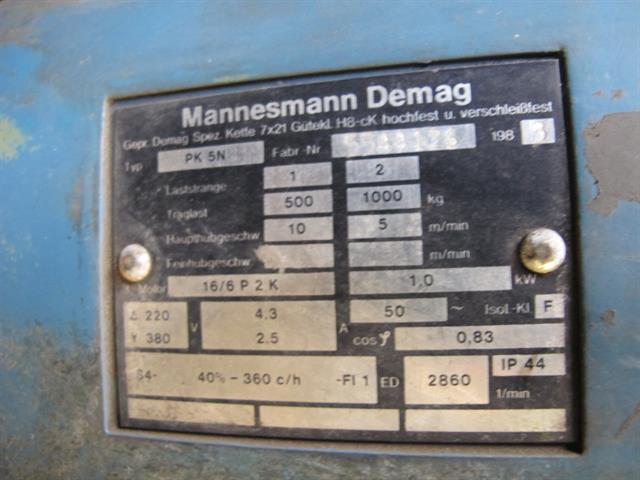 Mannesmann Demag
Gepr. Demag Spez. Kette 7x21 Gütekl. H8-cK hochfest u. verschleißfest
Typ PK 5N Fabr.-Nr. 198
Laststränge 1 2
Traglast 500 1000 kg
Haupthubgeschw. 10 5 m/min
Feinhubgeschw. m/min
Motor 16/6 P 2 K 1,0 kW
Δ 220 V 4.3 A 50 ~ Isol.-Kl. F
Y 380 2.5 cos φ 0,83
S4- 40% - 360 c/h -FI 1 ED 2860 IP 44
1/min